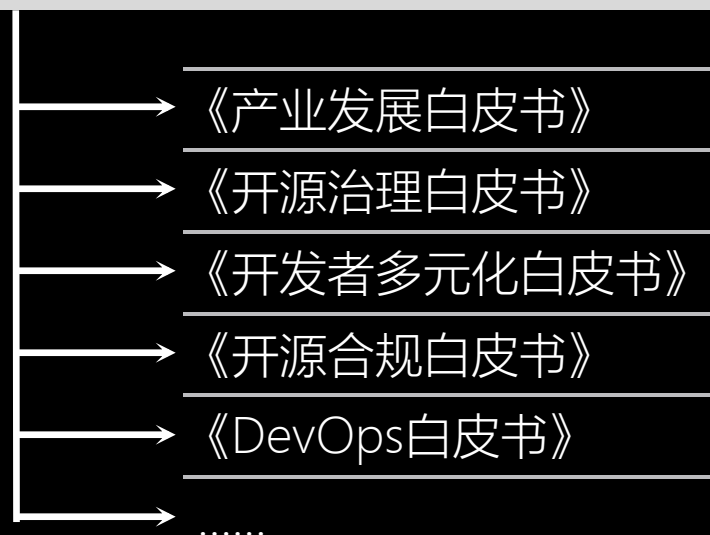 《产业发展白皮书》
《开源治理白皮书》
《开发者多元化白皮书》
《开源合规白皮书》
《DevOps白皮书》
……